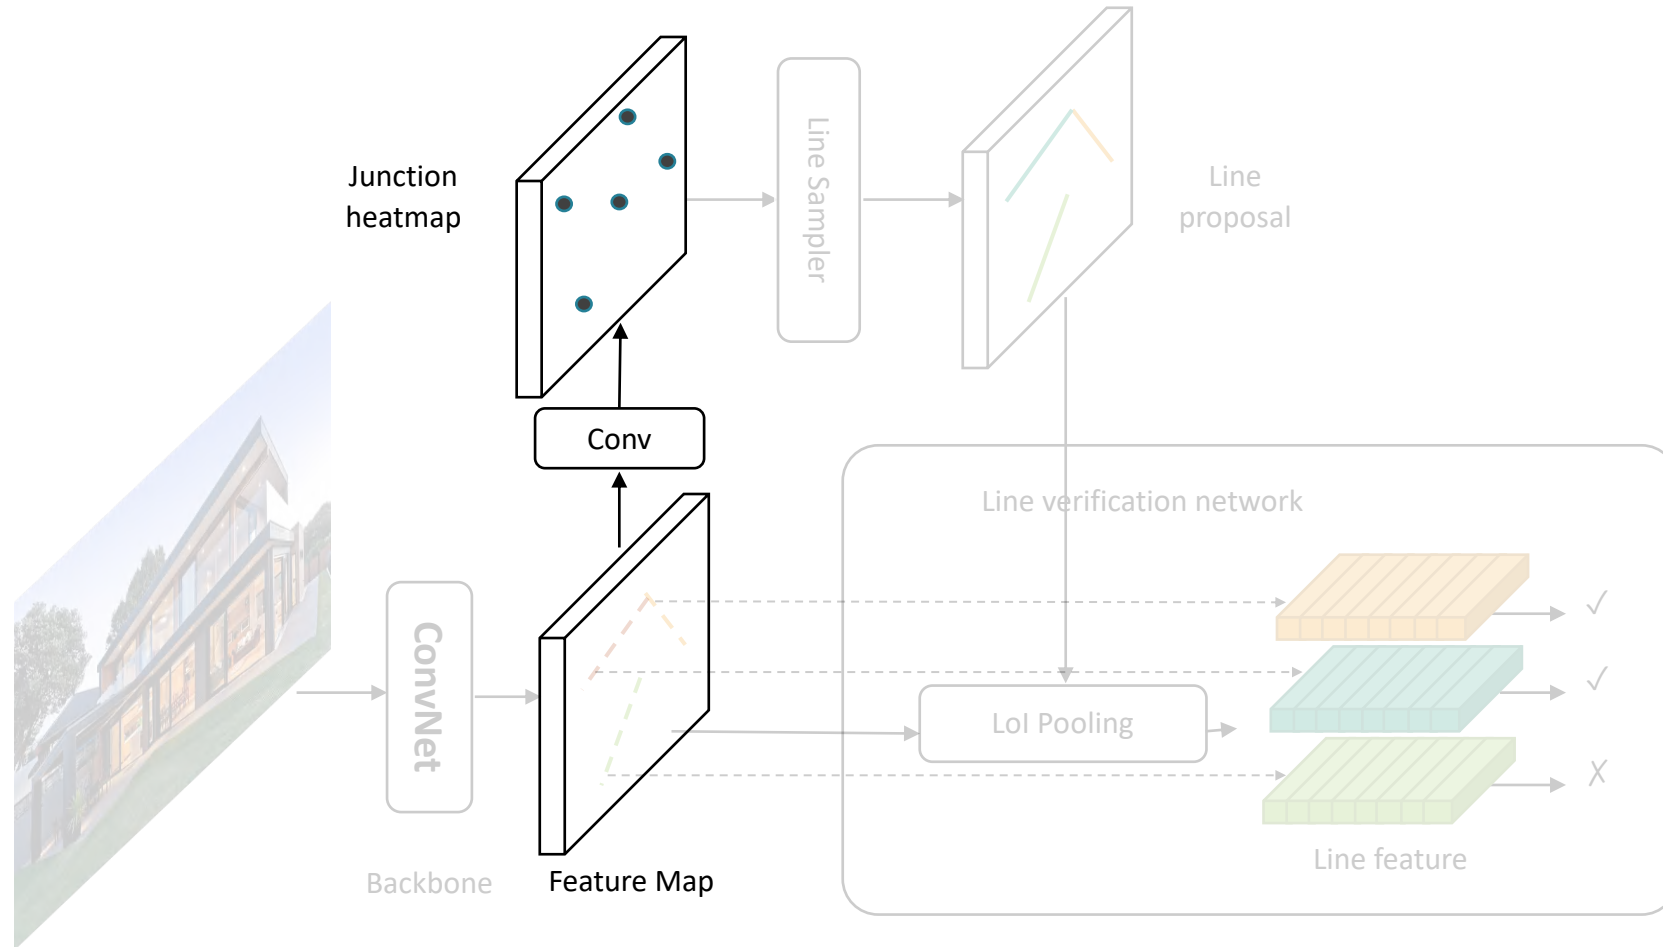 Junction
heatmap
Line Sampler
Line
proposal
Conv
Line verification network
ConvNet
LoI Pooling
✓
✓
X
Line feature
Backbone
Feature Map